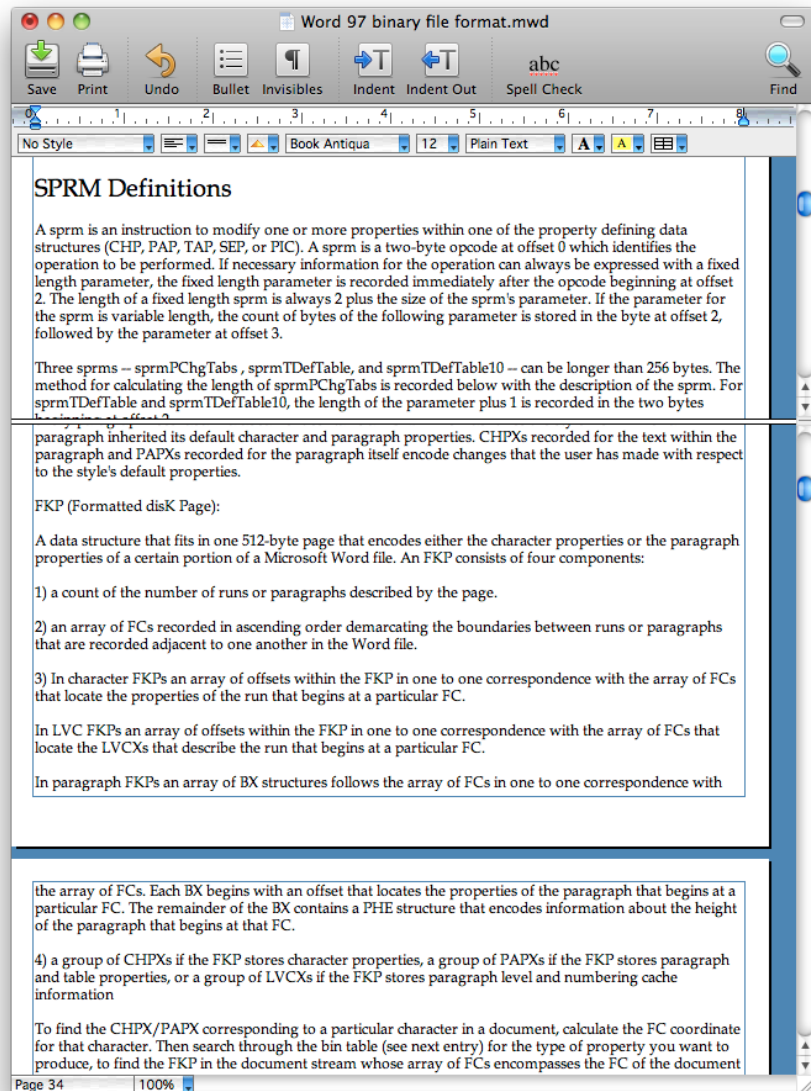 Word 97 binary file format.mwd
Save Print Undo Bullet Invisibles Indent Indent Out abc Spell Check Find
0 1 2 3 4 5 6 7 8
No Style Book Antiqua 12 Plain Text A A
SPRM Definitions
A sprm is an instruction to modify one or more properties within one of the property defining data
structures (CHP, PAP, TAP, SEP, or PIC). A sprm is a two-byte opcode at offset 0 which identifies the
operation to be performed. If necessary information for the operation can always be expressed with a fixed
length parameter, the fixed length parameter is recorded immediately after the opcode beginning at offset
2. The length of a fixed length sprm is always 2 plus the size of the sprm's parameter. If the parameter for
the sprm is variable length, the count of bytes of the following parameter is stored in the byte at offset 2,
followed by the parameter at offset 3.
Three sprms -- sprmPChgTabs , sprmTDefTable, and sprmTDefTable10 -- can be longer than 256 bytes. The
method for calculating the length of sprmPChgTabs is recorded below with the description of the sprm. For
sprmTDefTable and sprmTDefTable10, the length of the parameter plus 1 is recorded in the two bytes
paragraph inherited its default character and paragraph properties. CHPXs recorded for the text within the
paragraph and PAPXs recorded for the paragraph itself encode changes that the user has made with respect
to the style's default properties.
FKP (Formatted disK Page):
A data structure that fits in one 512-byte page that encodes either the character properties or the paragraph
properties of a certain portion of a Microsoft Word file. An FKP consists of four components:
1) a count of the number of runs or paragraphs described by the page.
2) an array of FCs recorded in ascending order demarcating the boundaries between runs or paragraphs
that are recorded adjacent to one another in the Word file.
3) In character FKPs an array of offsets within the FKP in one to one correspondence with the array of FCs
that locate the properties of the run that begins at a particular FC.
In LVC FKPs an array of offsets within the FKP in one to one correspondence with the array of FCs that
locate the LVCXs that describe the run that begins at a particular FC.
In paragraph FKPs an array of BX structures follows the array of FCs in one to one correspondence with
the array of FCs. Each BX begins with an offset that locates the properties of the paragraph that begins at a
particular FC. The remainder of the BX contains a PHE structure that encodes information about the height
of the paragraph that begins at that FC.
4) a group of CHPXs if the FKP stores character properties, a group of PAPXs if the FKP stores paragraph
and table properties, or a group of LVCXs if the FKP stores paragraph level and numbering cache
information
To find the CHPX/PAPX corresponding to a particular character in a document, calculate the FC coordinate
for that character. Then search through the bin table (see next entry) for the type of property you want to
produce, to find the FKP in the document stream whose array of FCs encompasses the FC of the document
Page 34 100%